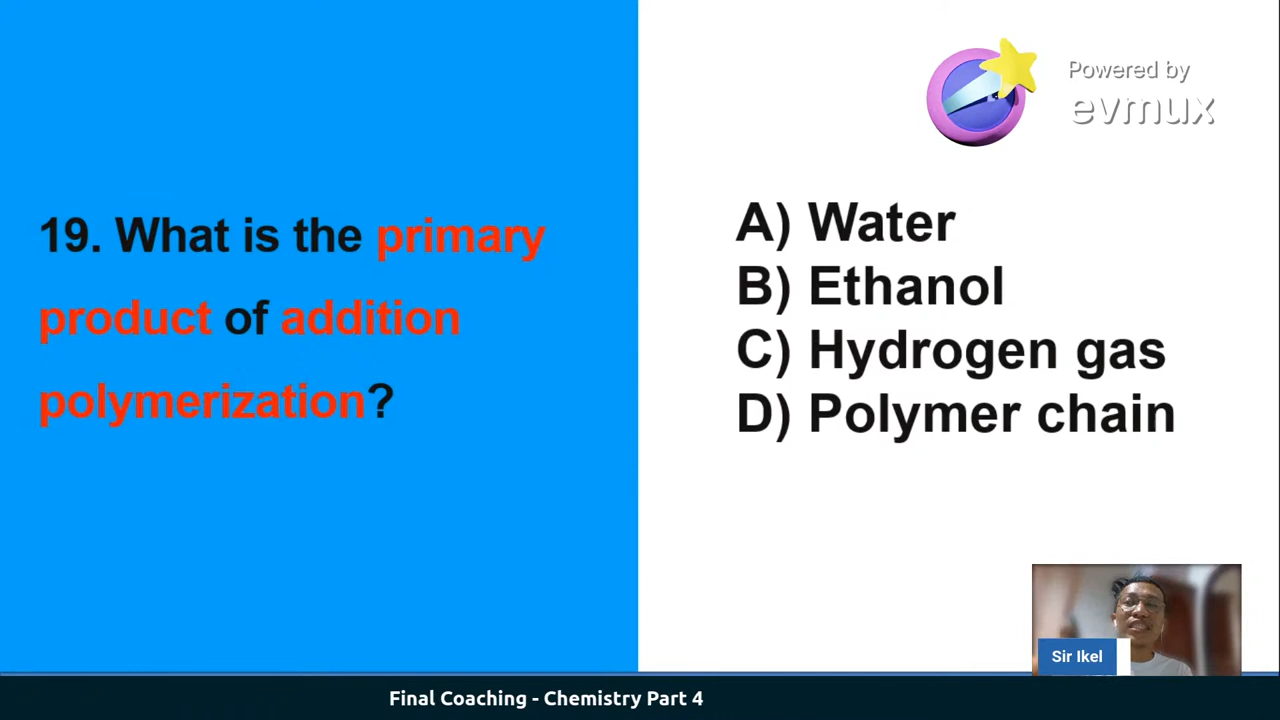 Powered by
evmux
19. What is the primary
product of addition
polymerization?
A) Water
B) Ethanol
C) Hydrogen gas
D) Polymer chain
Sir Ikel
Final Coaching - Chemistry Part 4